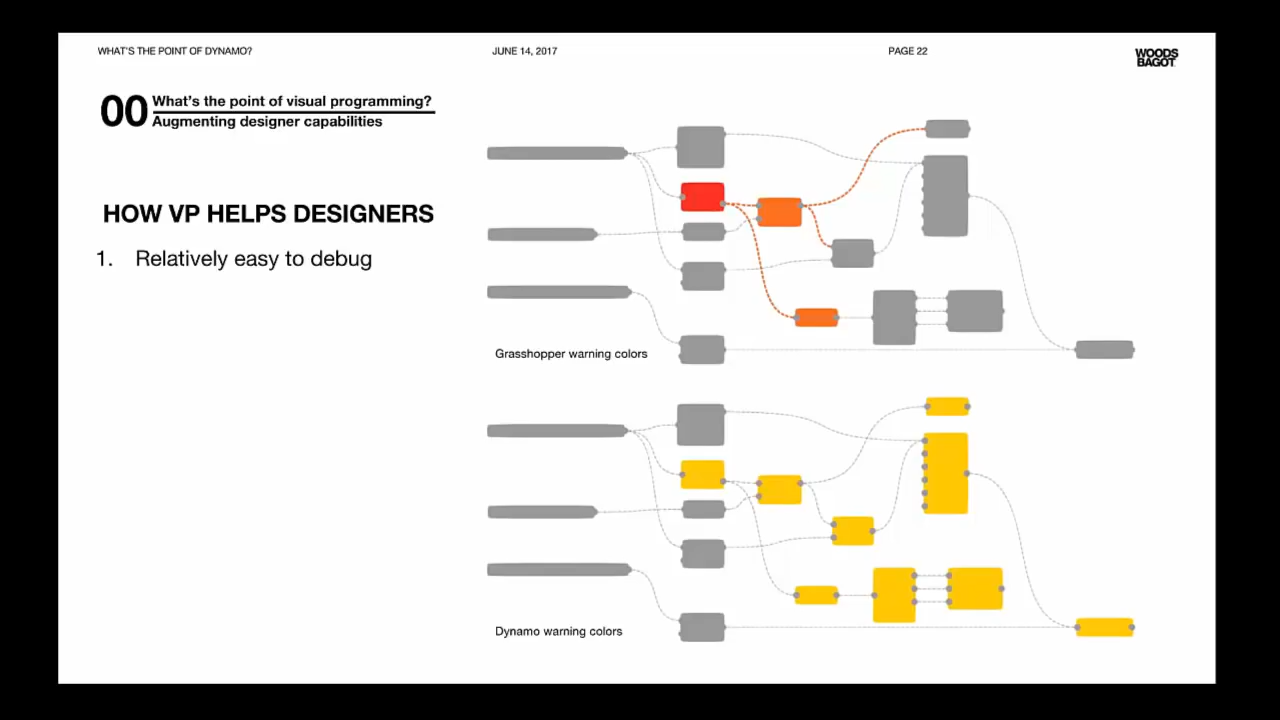 WHAT'S THE POINT OF DYNAMO?
JUNE 14, 2017
PAGE 22
WOODS
BAGOT
00
What's the point of visual programming?
Augmenting designer capabilities
HOW VP HELPS DESIGNERS
1. Relatively easy to debug
Grasshopper warning colors
Dynamo warning colors